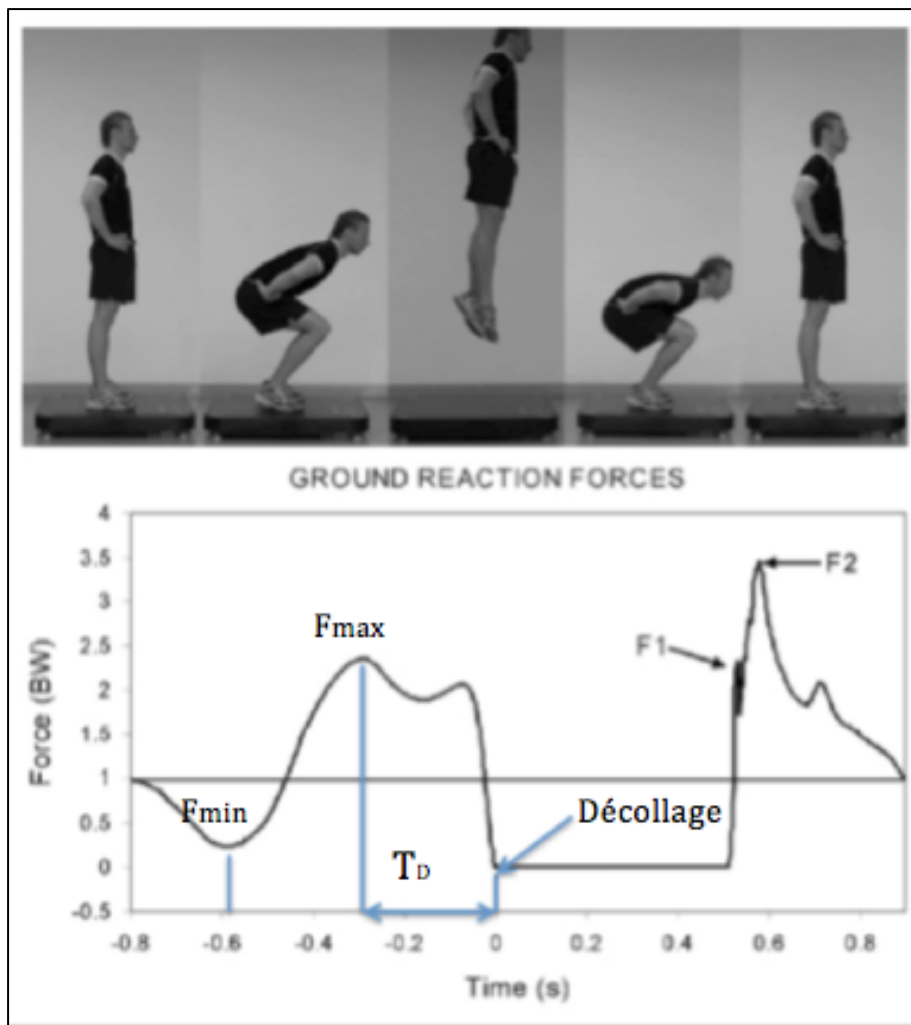 GROUND REACTION FORCES
4
3.5
3
2.5
2
1.5
1
0.5
0
-0.5
Force (BW)
Fmax
Fmin
T_D
Décollage
F1
F2
-0.8 -0.6 -0.4 -0.2 0 0.2 0.4 0.6 0.8
Time (s)